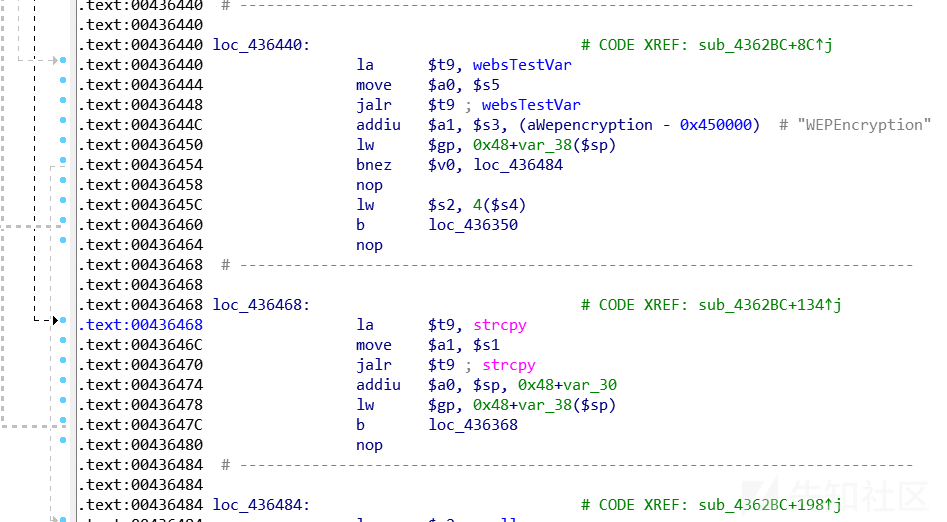 .text:00436440 # ---------------------------------------------------------------------------
.text:00436440
.text:00436440 loc_436440: # CODE XREF: sub_4362BC+8C↑j
.text:00436440 la $t9, websTestVar
.text:00436444 move $a0, $s5
.text:00436448 jalr $t9 ; websTestVar
.text:0043644C addiu $a1, $s3, (aWepencryption - 0x450000) # "WEPEncryption"
.text:00436450 lw $gp, 0x48+var_38($sp)
.text:00436454 bnez $v0, loc_436484
.text:00436458 nop
.text:0043645C lw $s2, 4($s4)
.text:00436460 b loc_436350
.text:00436464 nop
.text:00436468 # ---------------------------------------------------------------------------
.text:00436468
.text:00436468 loc_436468: # CODE XREF: sub_4362BC+134↑j
.text:00436468 la $t9, strcpy
.text:0043646C move $a1, $s1
.text:00436470 jalr $t9 ; strcpy
.text:00436474 addiu $a0, $sp, 0x48+var_30
.text:00436478 lw $gp, 0x48+var_38($sp)
.text:0043647C b loc_436368
.text:00436480 nop
.text:00436484 # ---------------------------------------------------------------------------
.text:00436484
.text:00436484 loc_436484: # CODE XREF: sub_4362BC+198↑j
先知社区